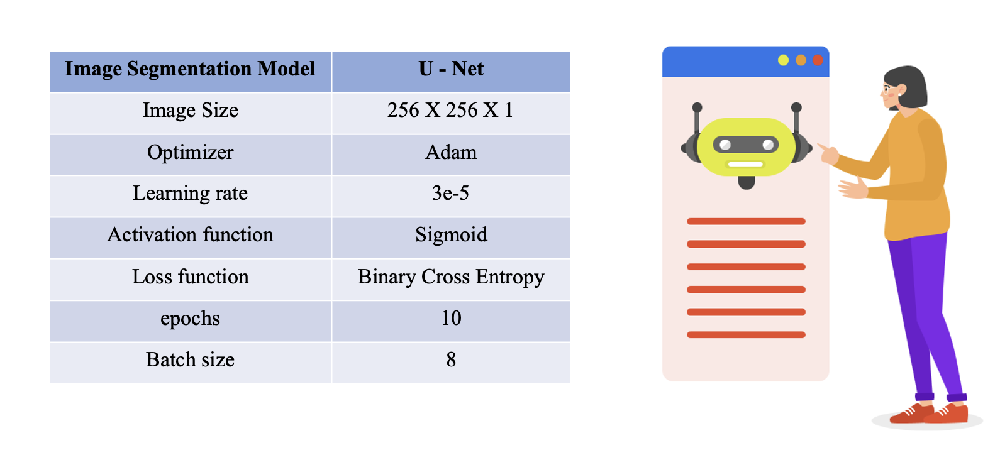 Image Segmentation Model U - Net
Image Size 256 X 256 X 1
Optimizer Adam
Learning rate 3e-5
Activation function Sigmoid
Loss function Binary Cross Entropy
epochs 10
Batch size 8